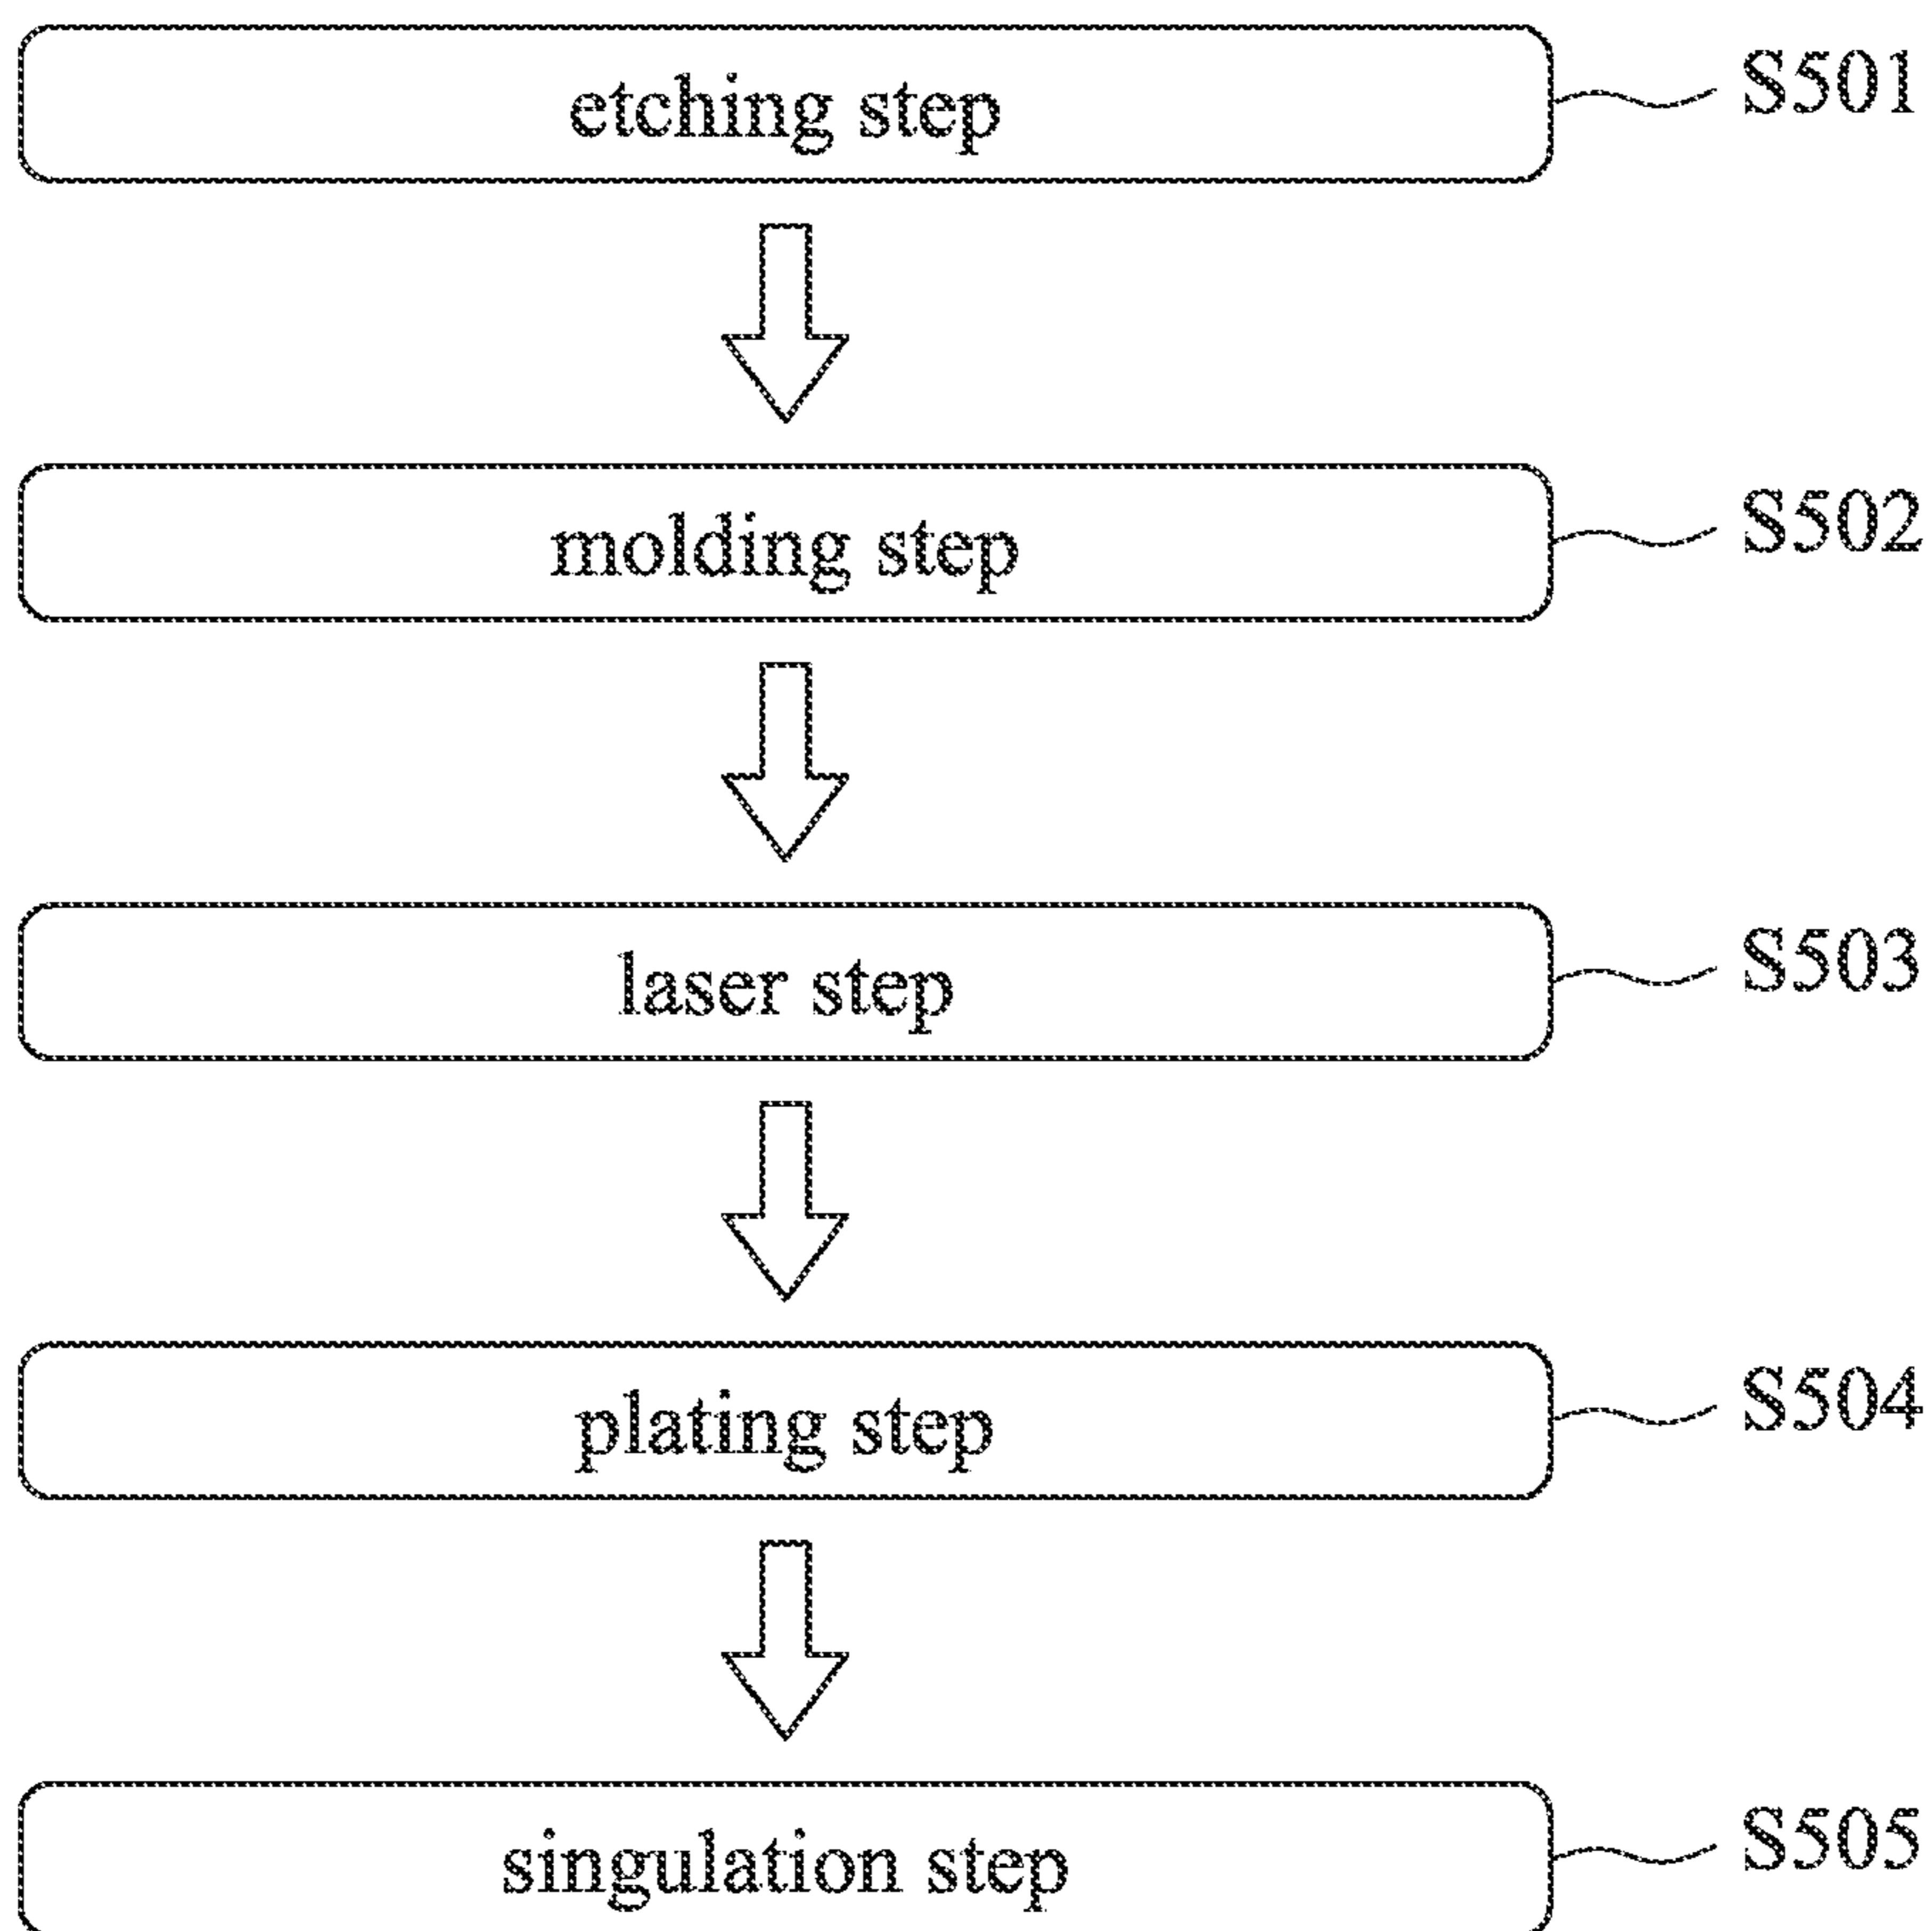 etching step S501
molding step S502
laser step S503
plating step S504
singulation step S505